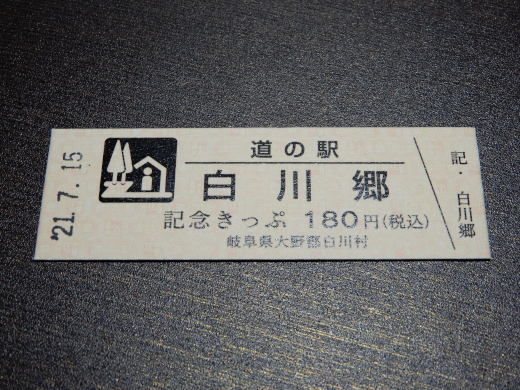 '21.7.15
道の駅
白川郷
記念きっぷ 180円(税込)
岐阜県大野郡白川村
記・白川郷